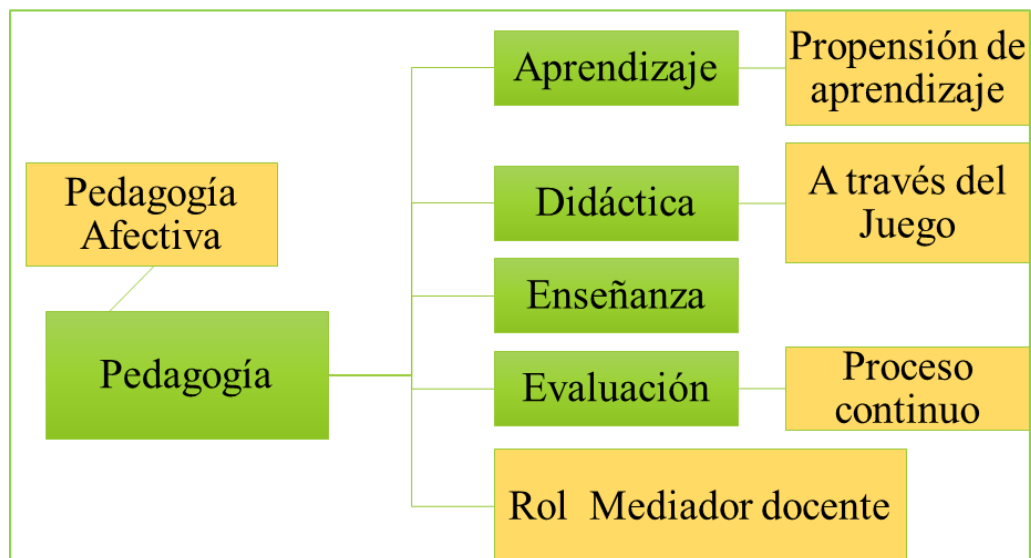 Pedagogía
Afectiva
Pedagogía
Aprendizaje
Propensión de
aprendizaje
Didáctica
A través del
Juego
Enseñanza
Evaluación
Proceso
continuo
Rol  Mediador docente